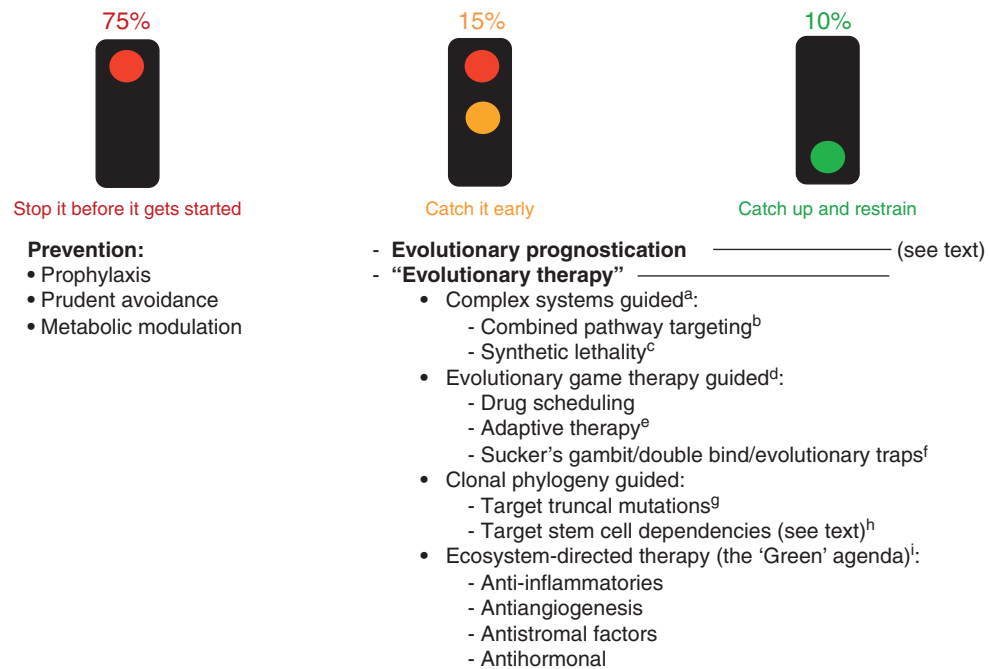 75%
15%
10%
Stop it before it gets started
Catch it early
Catch up and restrain
Prevention:
• Prophylaxis
• Prudent avoidance
• Metabolic modulation
- Evolutionary prognostication (see text)
- “Evolutionary therapy”
• Complex systems guidedᵃ:
- Combined pathway targetingᵇ
- Synthetic lethalityᶜ
• Evolutionary game therapy guidedᵈ:
- Drug scheduling
- Adaptive therapyᵉ
- Sucker’s gambit/double bind/evolutionary trapsᶠ
• Clonal phylogeny guided:
- Target truncal mutationsᵍ
- Target stem cell dependencies (see text)ʰ
• Ecosystem-directed therapy (the ‘Green’ agenda)ⁱ:
- Anti-inflammatories
- Antiangiogenesis
- Antistromal factors
- Antihormonal